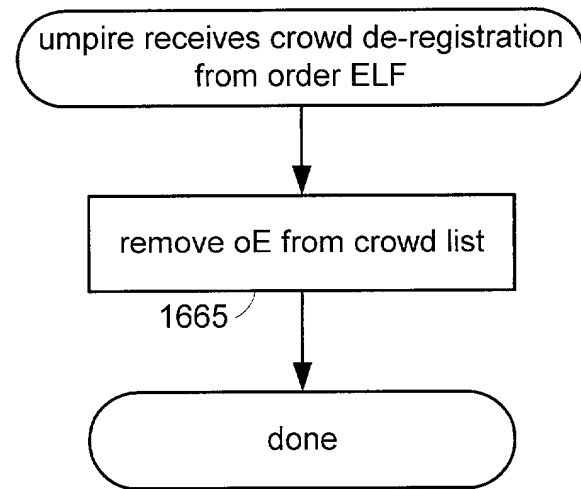 umpire receives crowd de-registration
from order ELF
remove oE from crowd list
1665
done